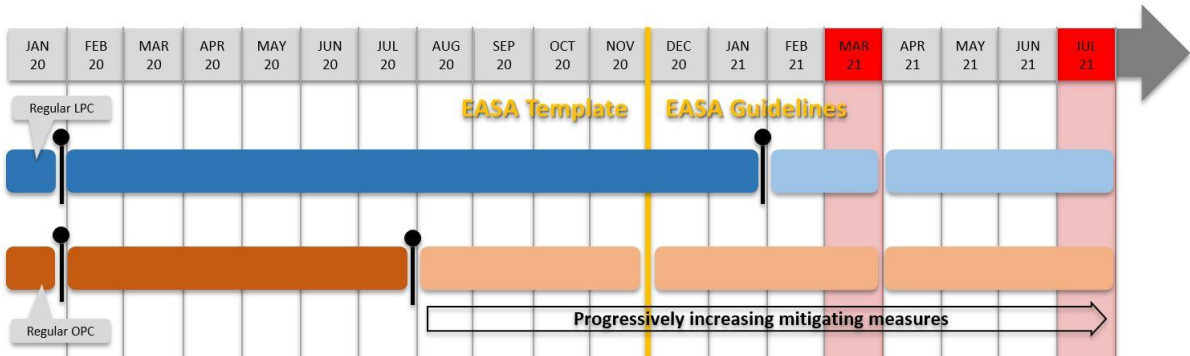 JAN FEB MAR APR MAY JUN JUL AUG SEP OCT NOV DEC JAN FEB MAR APR MAY JUN JUL
20 20 20 20 20 20 20 20 20 20 20 20 21 21 21 21 21 21 21
Regular LPC
EASA Template EASA Guidelines
Regular OPC
Progressively increasing mitigating measures